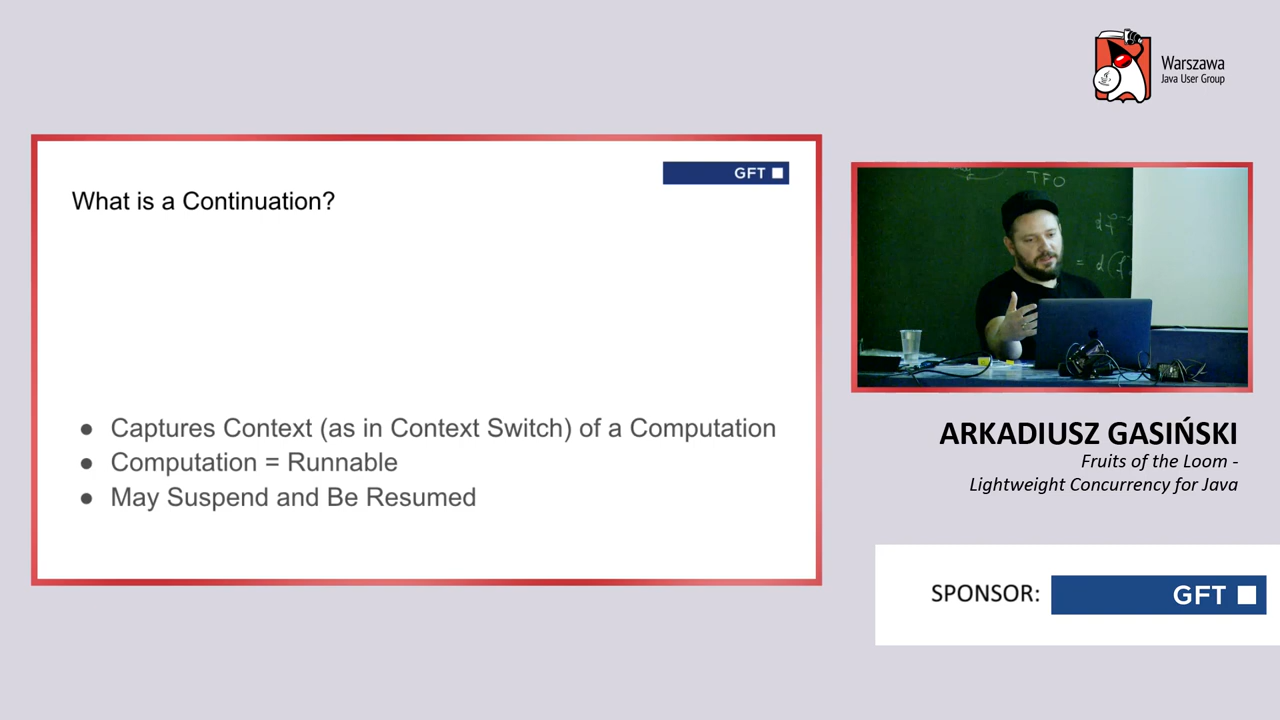 Warszawa
Java User Group
GFT
What is a Continuation?
● Captures Context (as in Context Switch) of a Computation
● Computation = Runnable
● May Suspend and Be Resumed
TFO
ARKADIUSZ GASIŃSKI
Fruits of the Loom -
Lightweight Concurrency for Java
SPONSOR: GFT